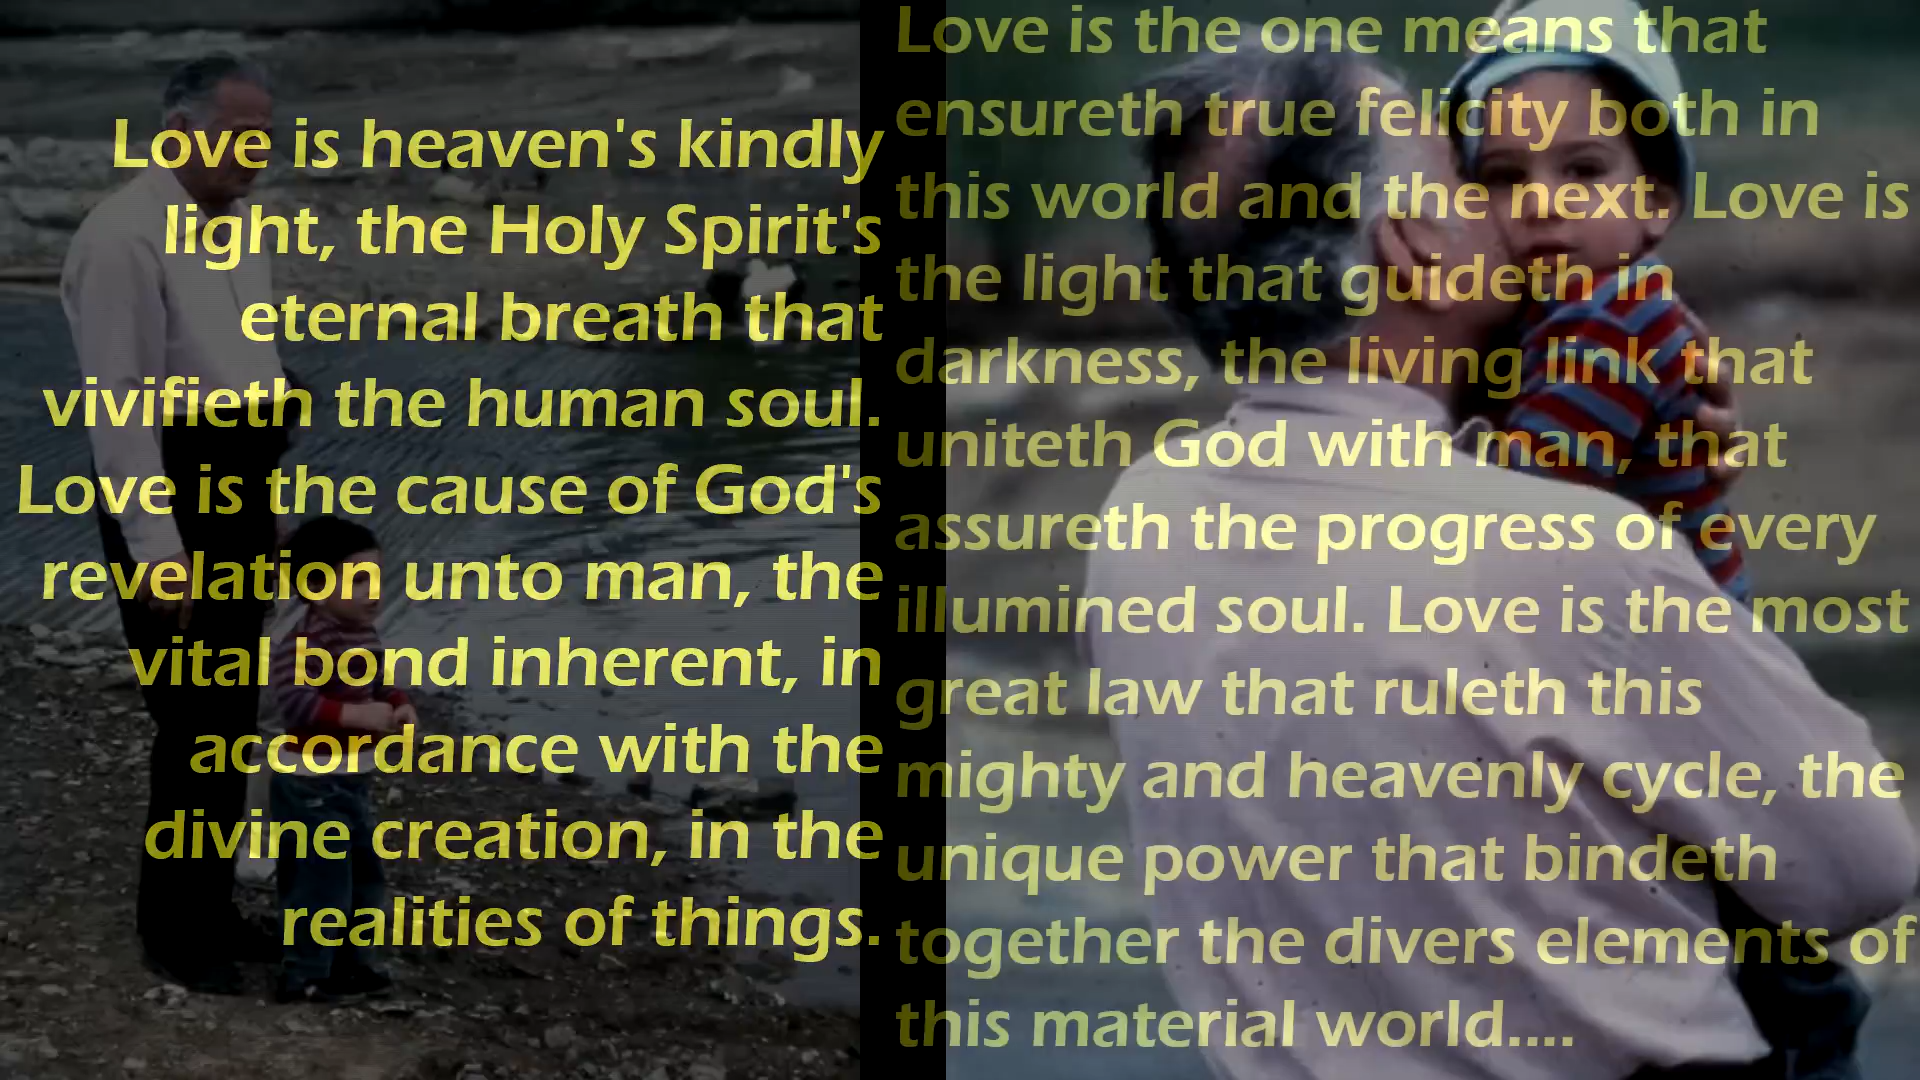 Love is heaven's kindly
light, the Holy Spirit's
eternal breath that
vivifieth the human soul.
Love is the cause of God's
revelation unto man, the
vital bond inherent, in
accordance with the
divine creation, in the
realities of things.
Love is the one means that
ensureth true felicity both in
this world and the next. Love is
the light that guideth in
darkness, the living link that
uniteth God with man, that
assureth the progress of every
illumined soul. Love is the most
great law that ruleth this
mighty and heavenly cycle, the
unique power that bindeth
together the divers elements of
this material world....